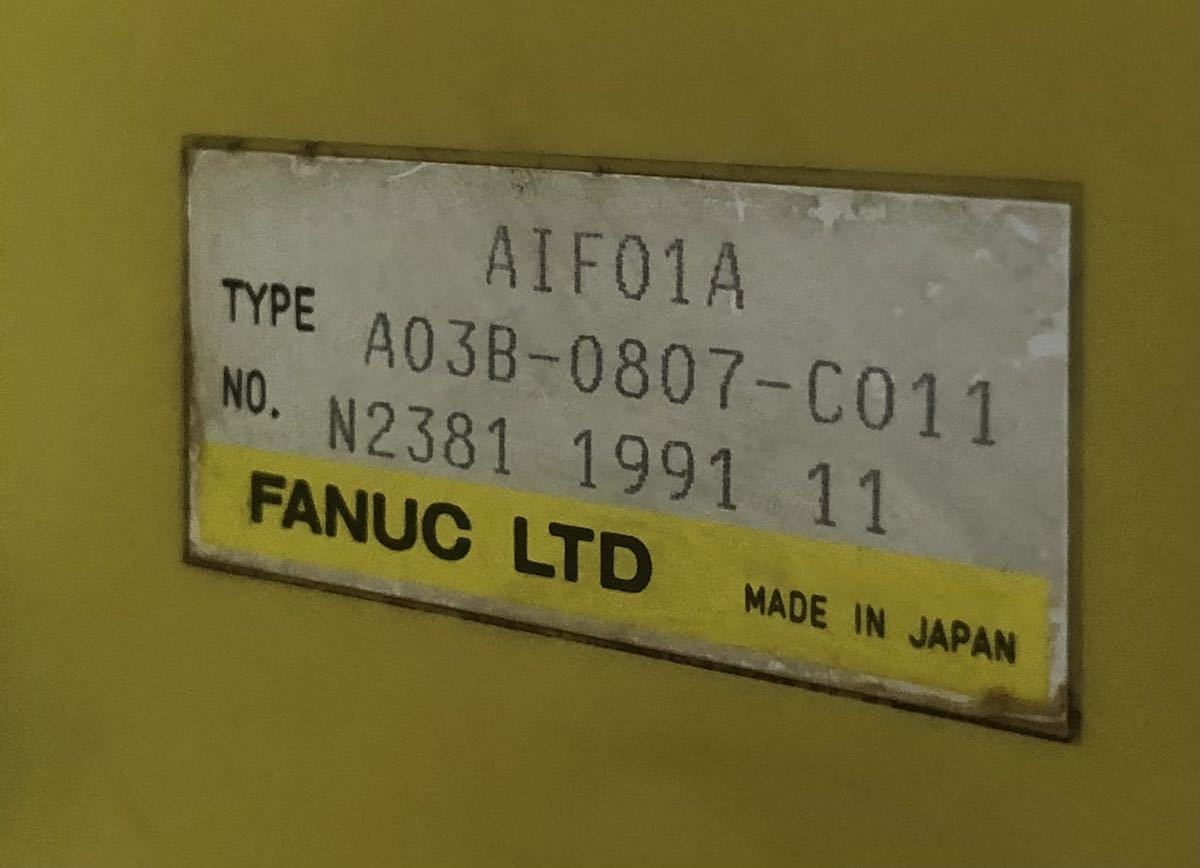 AIF01A
TYPE A03B-0807-C011
NO. N2381 1991 11
FANUC LTD MADE IN JAPAN